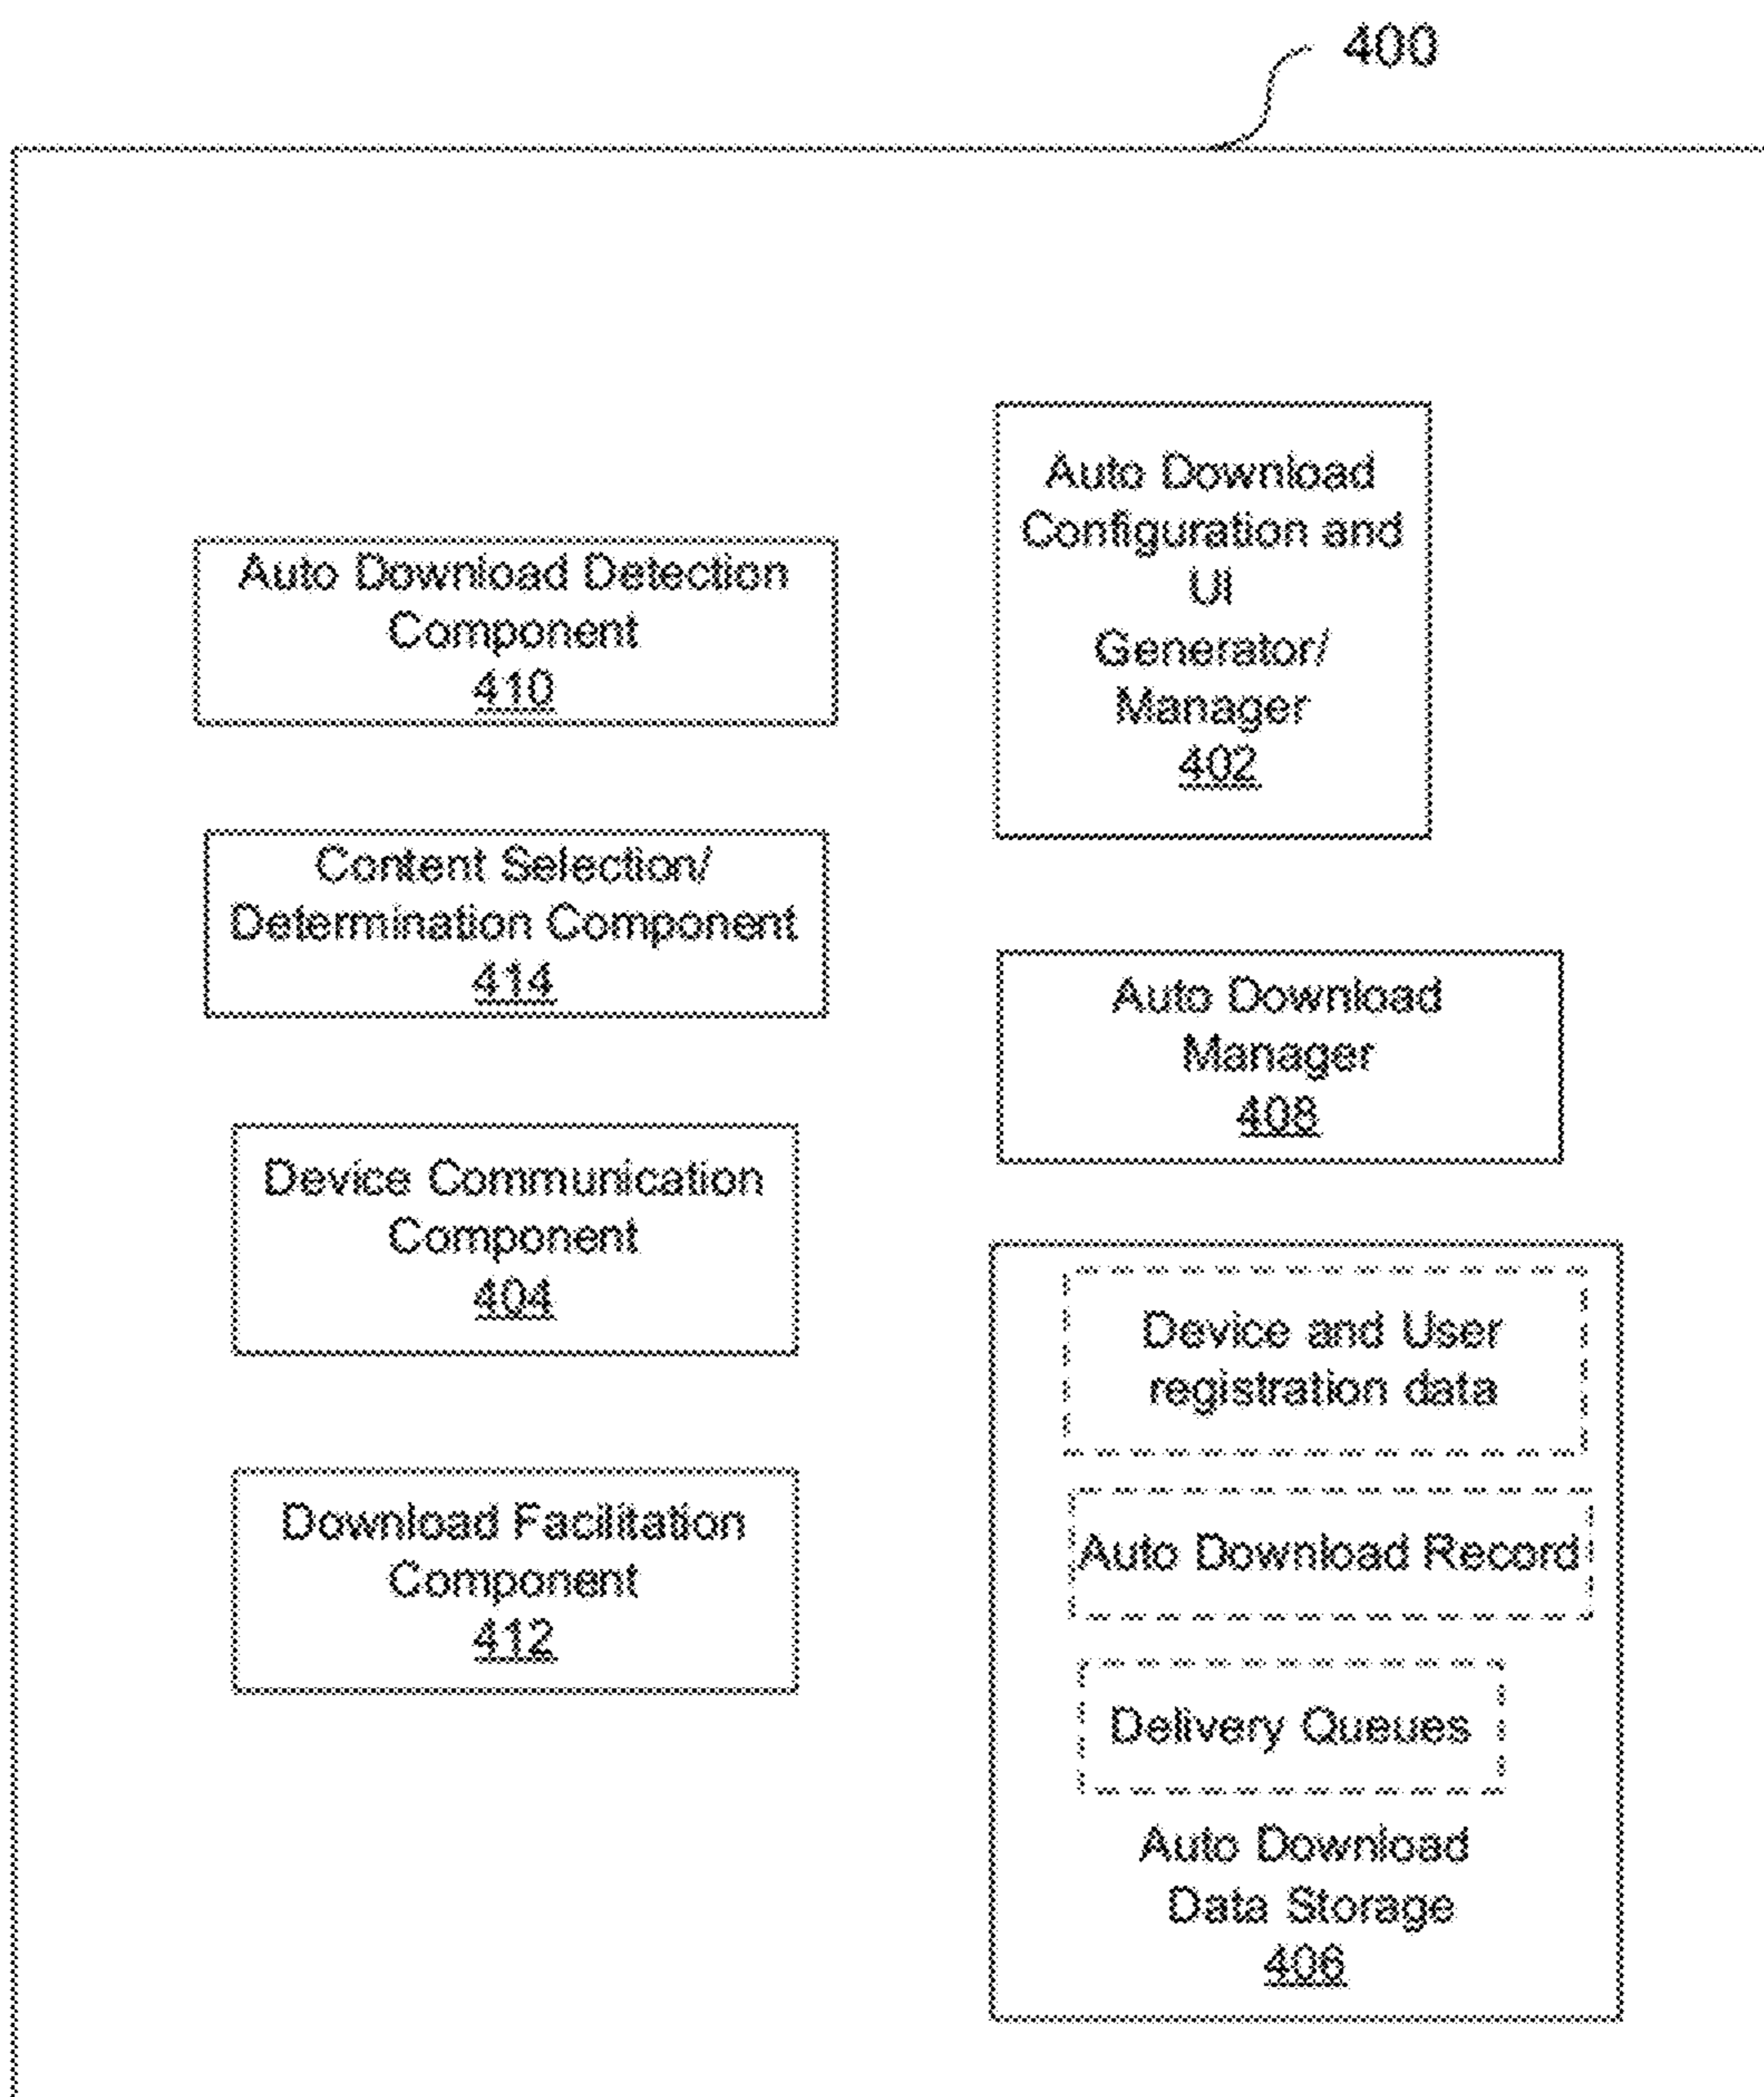 400
Auto Download Detection
Component
410
Content Selection/
Determination Component
414
Device Communication
Component
404
Download Facilitation
Component
412
Auto Download
Configuration and
UI
Generator/
Manager
402
Auto Download
Manager
408
Device and User
registration data
Auto Download Record
Delivery Queues
Auto Download
Data Storage
406